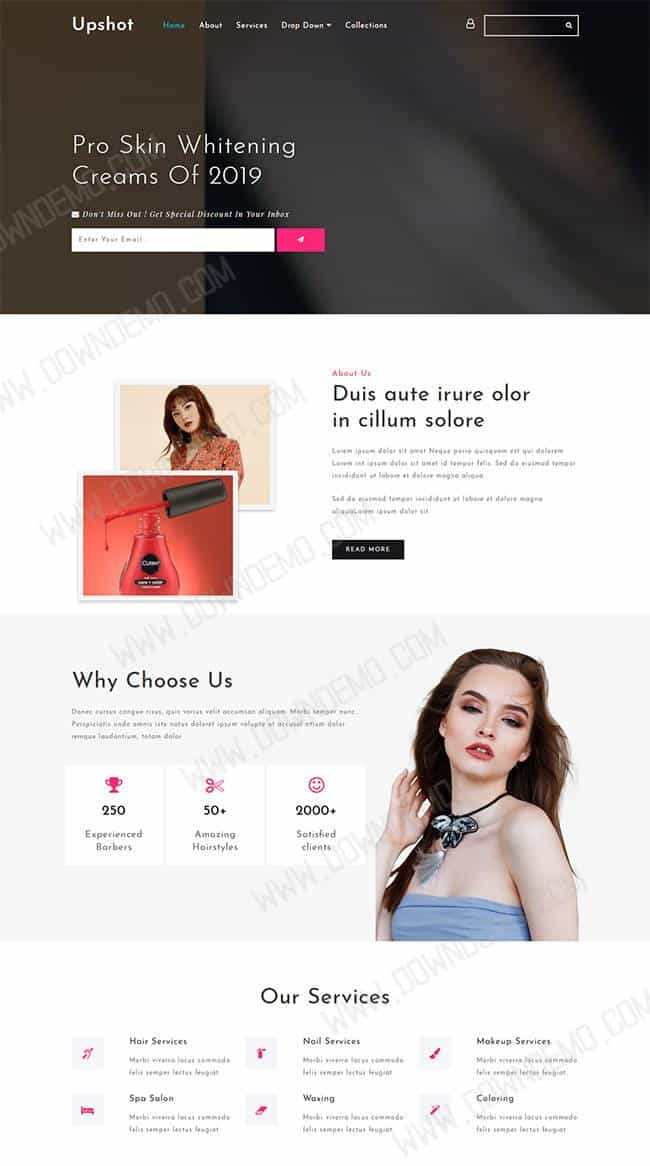 Upshot
Home About Services Drop Down Collections
Pro Skin Whitening
Creams Of 2019
Don't Miss Out ! Get Special Discount In Your Inbox
Enter Your Email..
About Us
Duis aute irure olor
in cillum solore
Lorem ipsum dolor sit amet Neque porro quisquam est qui dolorem
Lorem int ipsum dolor sit amet id tempor felis. Sed do eiusmod tempor
incididunt ut labore et dolore magna aliqua
Sed do eiusmod tempor incididunt ut labore et dolore magna
aliquaLorem ipsum dolor sit
READ MORE
Why Choose Us
Donec cursus congue risus, quis varius velit accumsan aliquam. Morbi semper nunc.
Perspiciatis unde omnis iste natus doloret ipsum volupte ut accusal ntium dolor
remque laudantium, totam dolor
250 50+ 2000+
Experienced Amazing Satisfied
Barbers Hairstyles clients
Our Services
Hair Services Nail Services Makeup Services
Morbi viverra lacus commodo Morbi viverra lacus commodo Morbi viverra lacus commodo
felis semper lectus feugiat felis semper lectus feugiat felis semper lectus feugiat
Spa Salon Waxing Coloring
Morbi viverra lacus commodo Morbi viverra lacus commodo Morbi viverra lacus commodo
felis semper lectus feugiat. felis semper lectus feugiat. felis semper lectus feugiat.
WWW.DOWNDEMO.COM